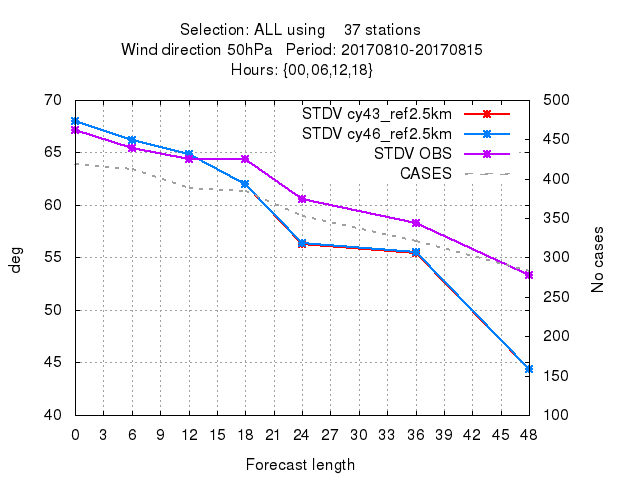 Selection: ALL using 37 stations
Wind direction 50hPa Period: 20170810-20170815
Hours: {00,06,12,18}
STDV cy43_ref2.5km
STDV cy46_ref2.5km
STDV OBS
CASES
70
65
60
55
50
45
40
deg
500
450
400
350
300
250
200
150
100
No cases
0 3 6 9 12 15 18 21 24 27 30 33 36 39 42 45 48
Forecast length